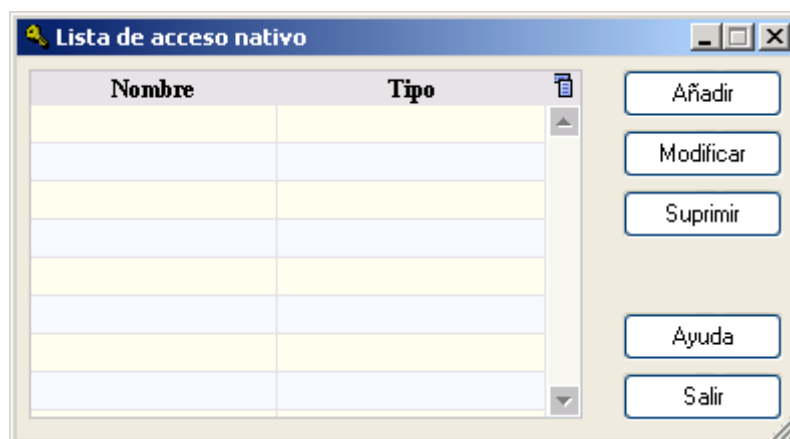 Lista de acceso nativo
Nombre Tipo
Añadir
Modificar
Suprimir
Ayuda
Salir